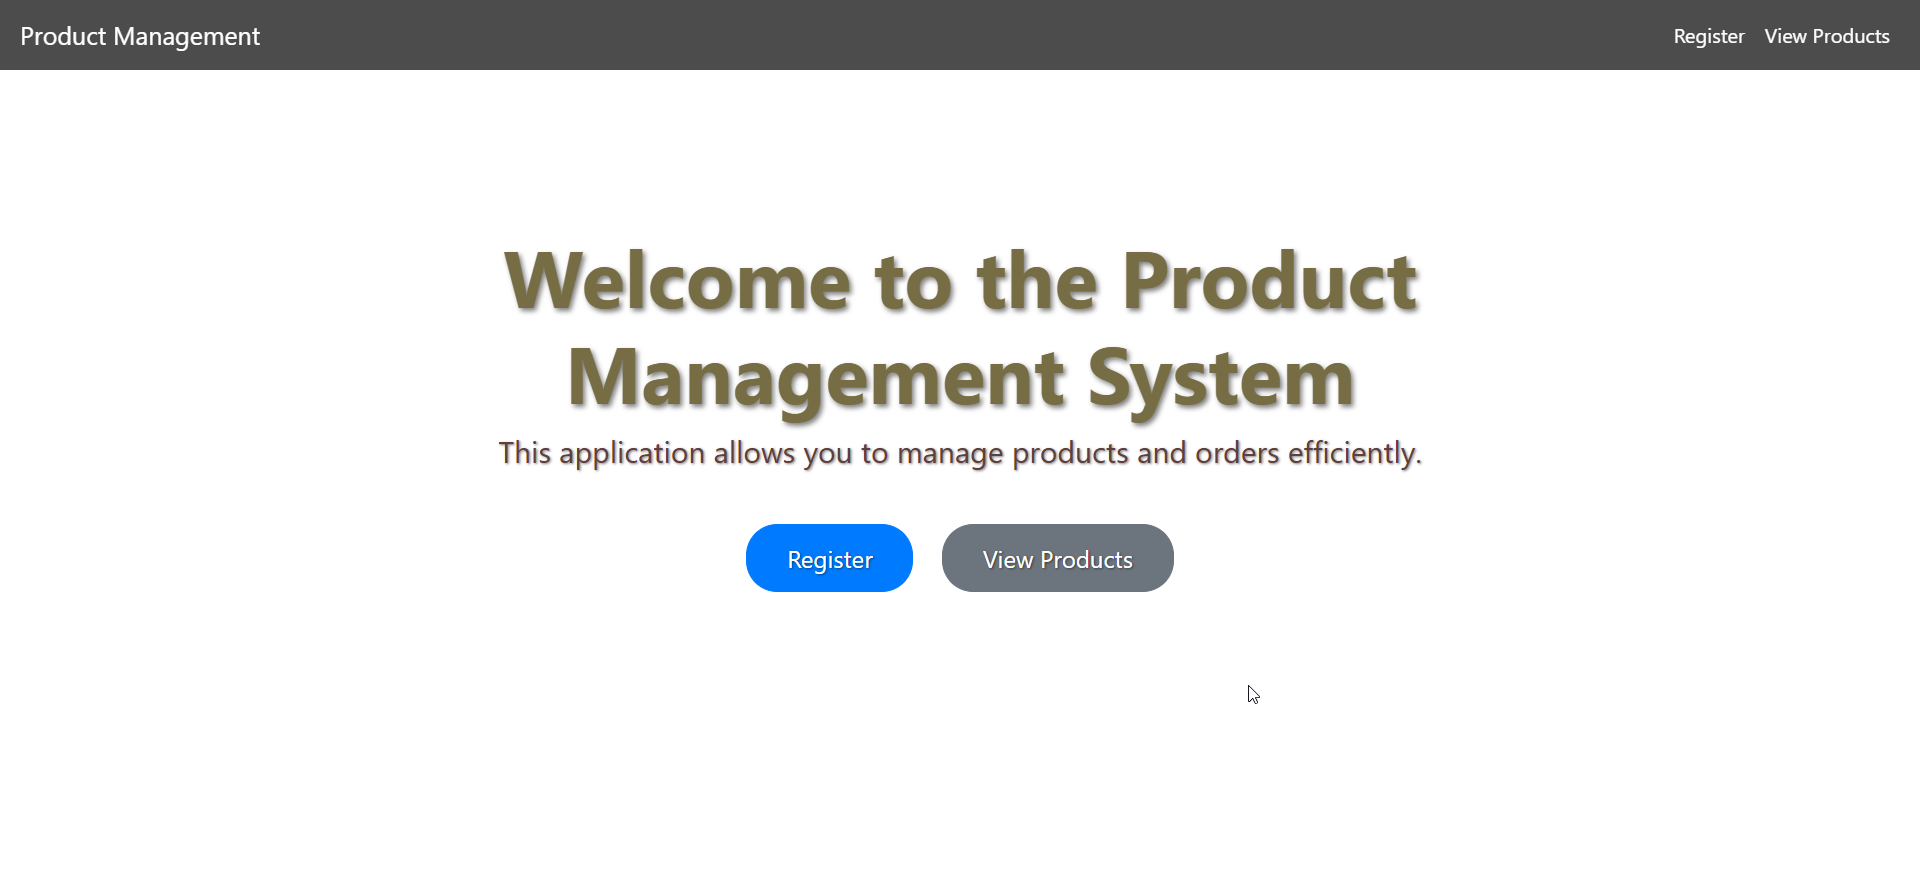 Product Management
Register
View Products
Welcome to the Product
Management System
This application allows you to manage products and orders efficiently.
Register
View Products